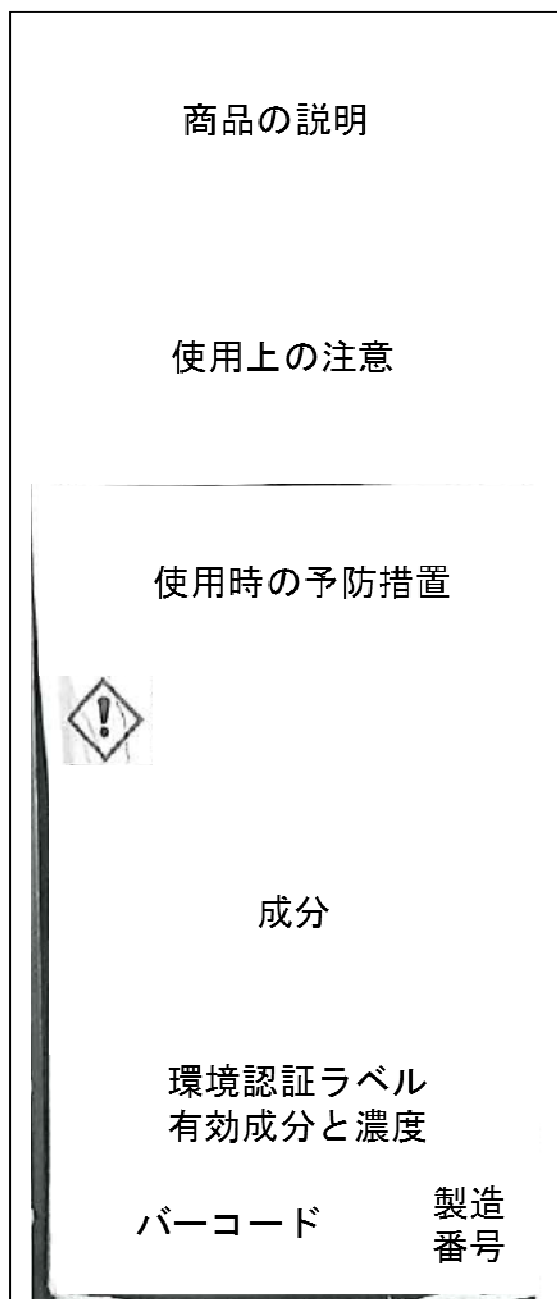 商品の説明
使用上の注意
使用時の予防措置
成分
環境認証ラベル
有効成分と濃度
バーコード
製造
番号